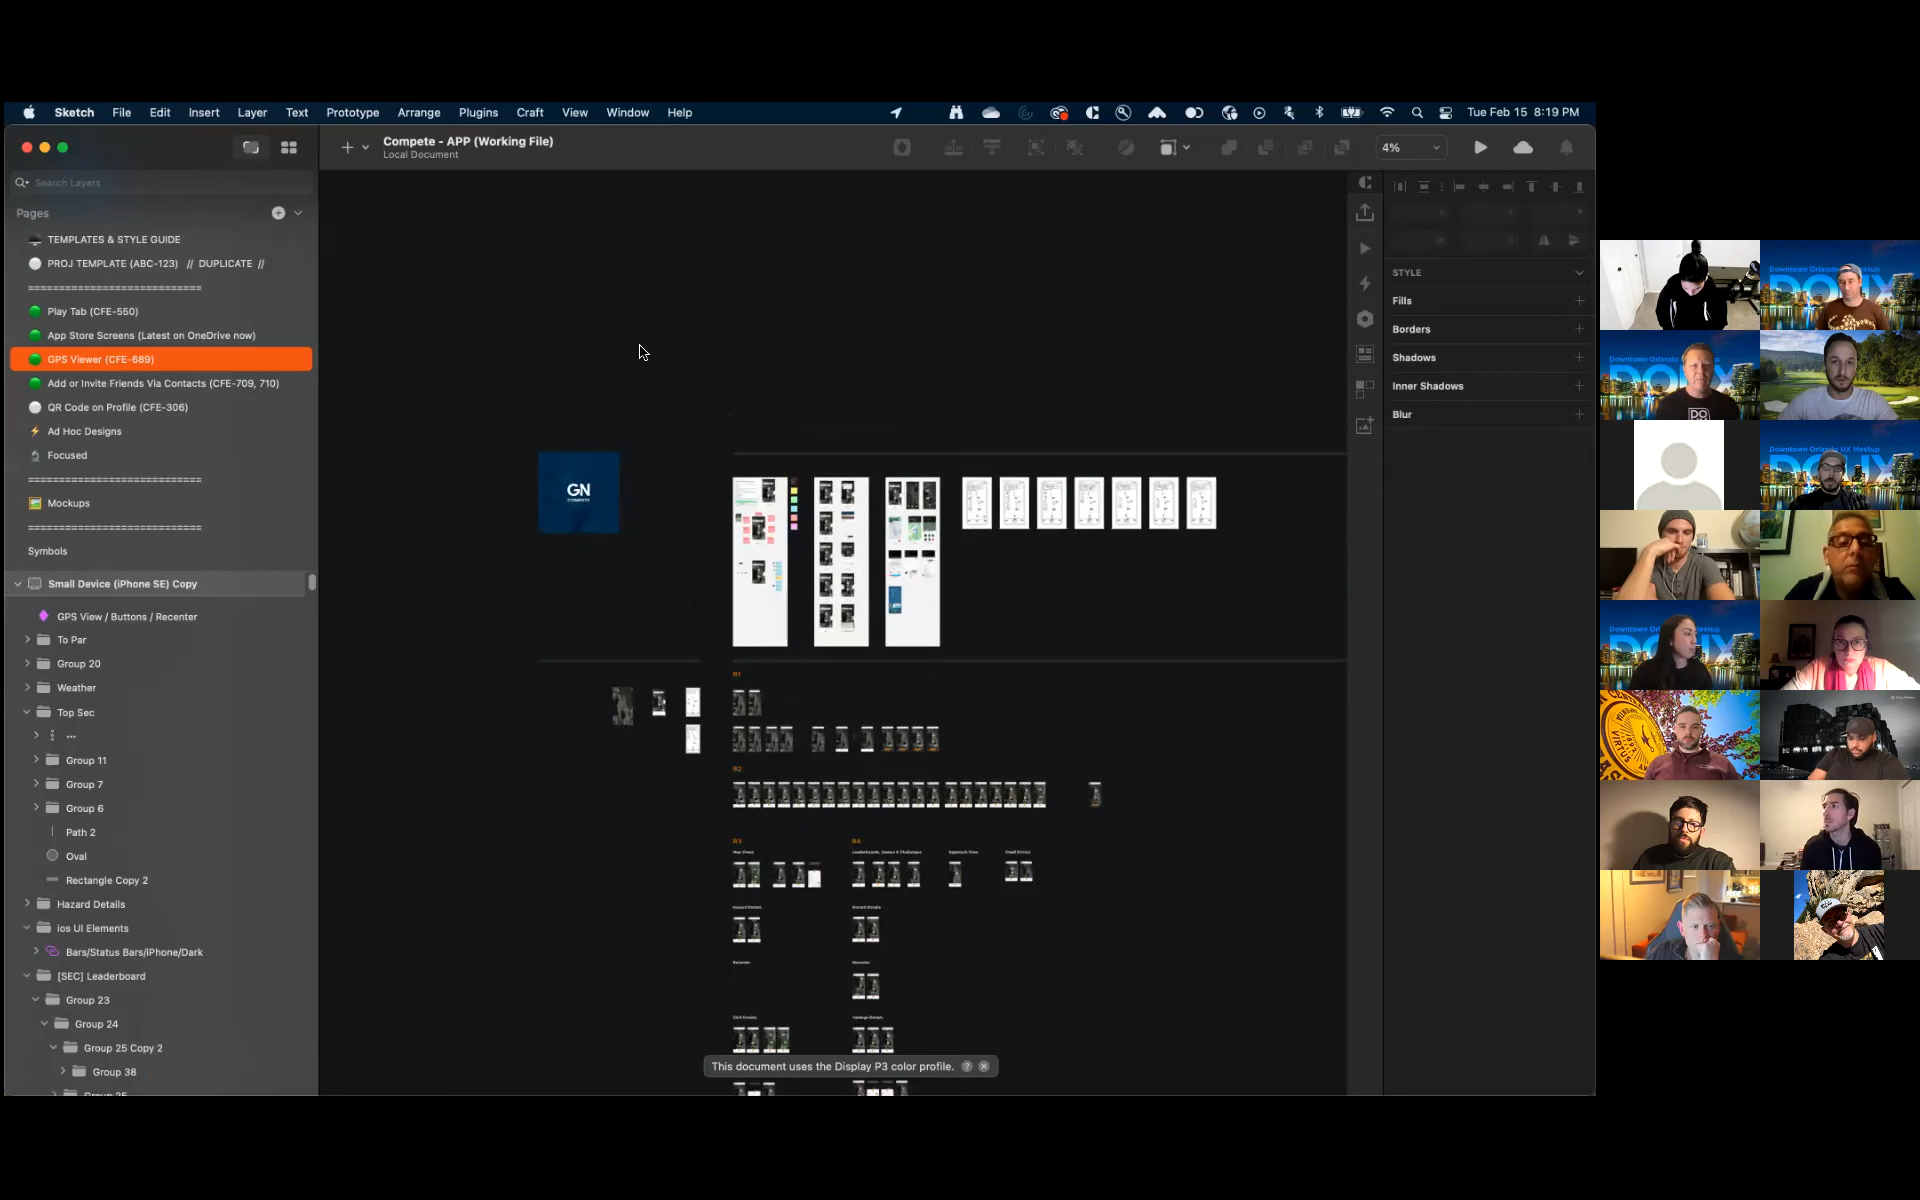 Sketch File Edit Insert Layer Text Prototype Arrange Plugins Craft View Window Help Tue Feb 15 8:19 PM
Compete - APP (Working File)
Local Document
4%
Search Layers
Pages
TEMPLATES & STYLE GUIDE
PROJ TEMPLATE (ABC-123) // DUPLICATE //
===========================
Play Tab (CFE-550)
App Store Screens (Latest on OneDrive now)
GPS Viewer (CFE-689)
Add or Invite Friends Via Contacts (CFE-709, 710)
QR Code on Profile (CFE-306)
Ad Hoc Designs
Focused
===========================
Mockups
===========================
Symbols
Small Device (iPhone SE) Copy
GPS View / Buttons / Recenter
To Par
Group 20
Weather
Top Sec
...
Group 11
Group 7
Group 6
Path 2
Oval
Rectangle Copy 2
Hazard Details
ios UI Elements
Bars/Status Bars/iPhone/Dark
[SEC] Leaderboard
Group 23
Group 24
Group 25 Copy 2
Group 38
GN
COMPETE
R1
R2
R3
R4
This document uses the Display P3 color profile.
STYLE
Fills
Borders
Shadows
Inner Shadows
Blur